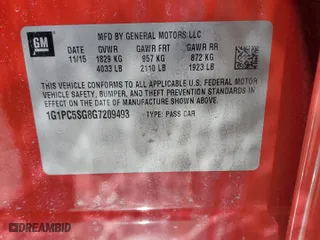 GM
MFD BY GENERAL MOTORS LLC
DATE GVWR GAWR FRT GAWR RR
11/15 1829 KG 957 KG 872 KG
4033 LB 2110 LB 1923 LB
THIS VEHICLE CONFORMS TO ALL APPLICABLE U.S. FEDERAL MOTOR VEHICLE
SAFETY, BUMPER, AND THEFT PREVENTION STANDARDS IN EFFECT
ON THE DATE OF MANUFACTURE SHOWN ABOVE.
1G1PC5SG8G7209493 TYPE: PASS CAR